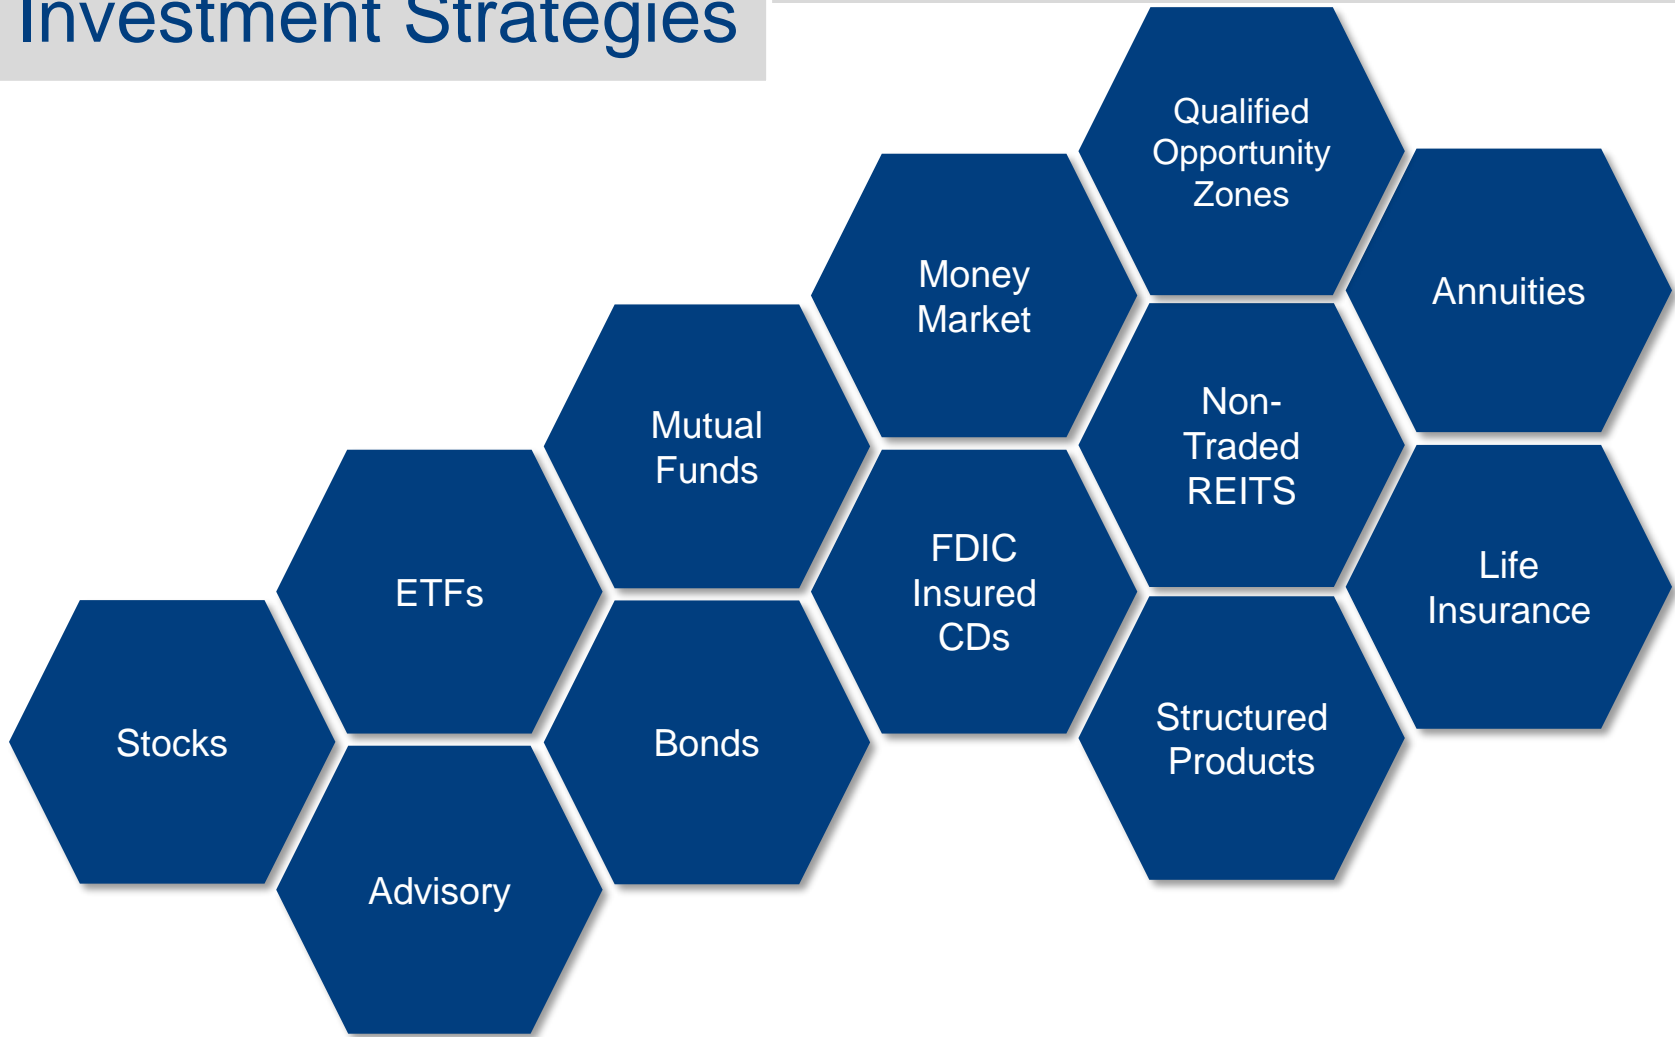 Investment Strategies
Qualified
Opportunity
Zones
Money
Market
Annuities
Mutual
Funds
Non-
Traded
REITS
ETFs
FDIC
Insured
CDs
Life
Insurance
Stocks
Bonds
Structured
Products
Advisory